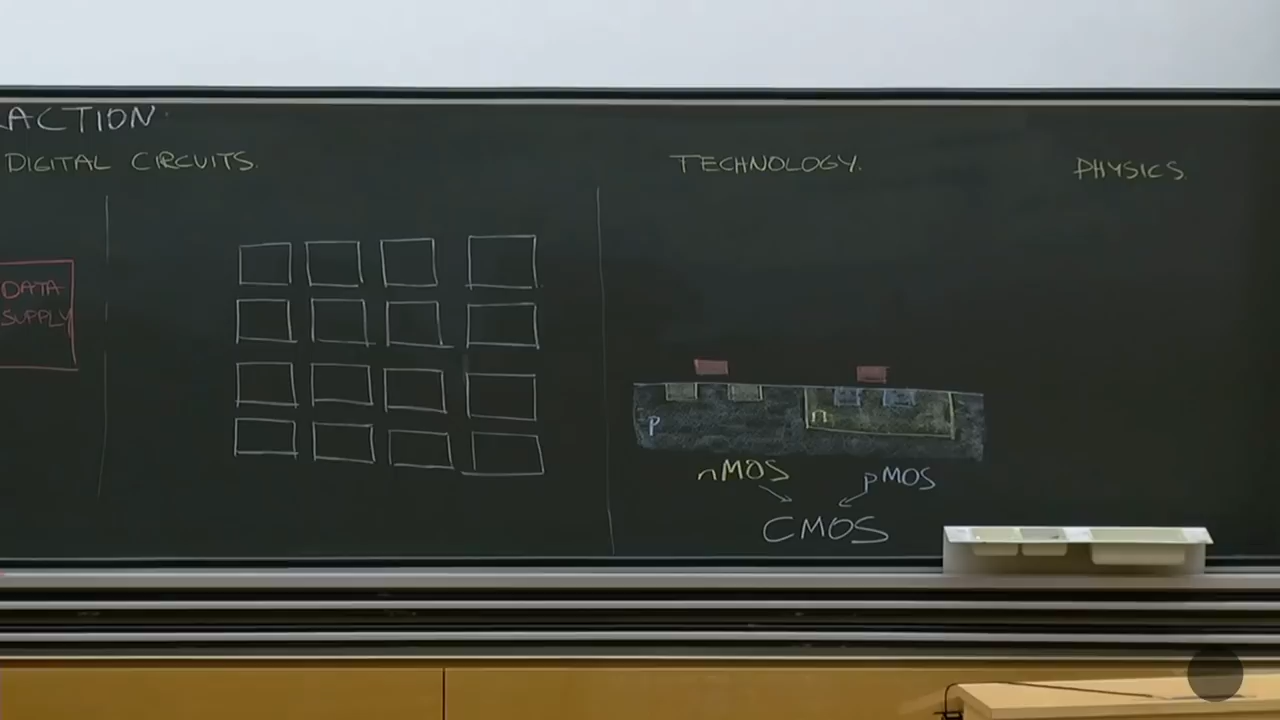 ACTION
DIGITAL CIRCUITS.
TECHNOLOGY.
PHYSICS.
DATA
SUPPLY
p
n
nMOS
pMOS
CMOS